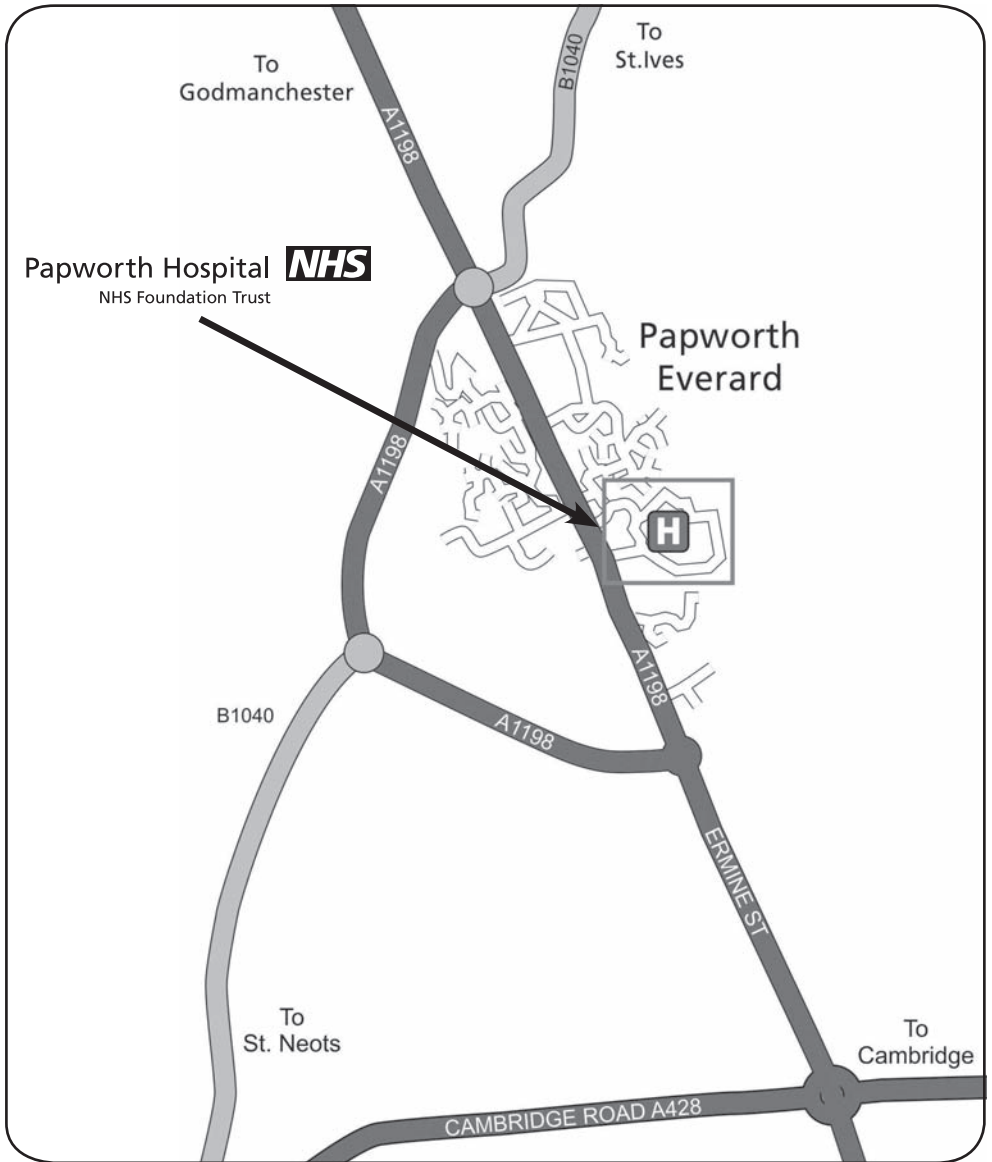 To
St.Ives
B1040
To
Godmanchester
A1198
Papworth Hospital NHS
NHS Foundation Trust
Papworth
Everard
A1198
H
A1198
B1040
A1198
ERMINE ST
To
St. Neots
To
Cambridge
CAMBRIDGE ROAD A428